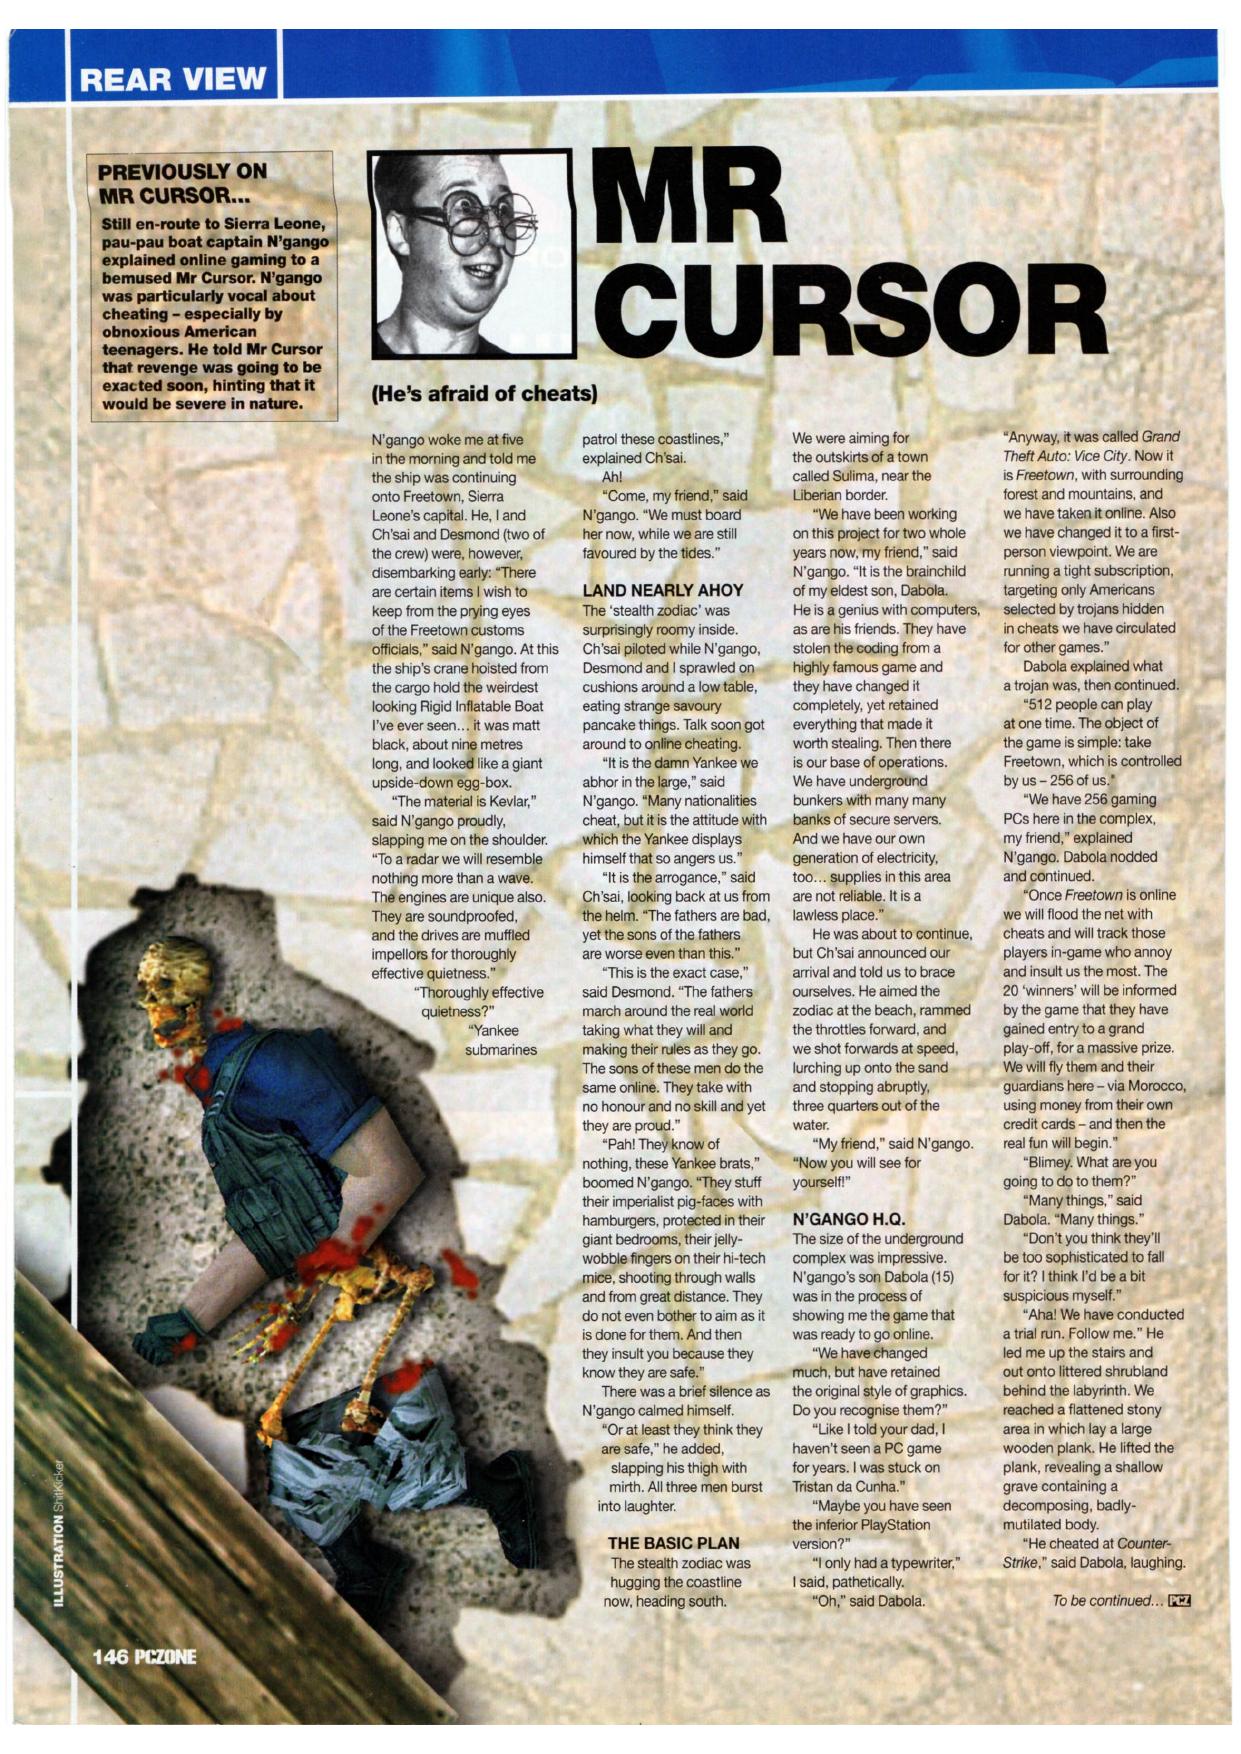 REAR VIEW
PREVIOUSLY ON
MR CURSOR...
Still en-route to Sierra Leone,
pau-pau boat captain N'gango
explained online gaming to a
bemused Mr Cursor. N'gango
was particularly vocal about
cheating – especially by
obnoxious American
teenagers. He told Mr Cursor
that revenge was going to be
exacted soon, hinting that it
would be severe in nature.
MR
CURSOR
(He's afraid of cheats)
N'gango woke me at five
in the morning and told me
the ship was continuing
onto Freetown, Sierra
Leone's capital. He, I and
Ch'sai and Desmond (two of
the crew) were, however,
disembarking early: "There
are certain items I wish to
keep from the prying eyes
of the Freetown customs
officials," said N'gango. At this
the ship's crane hoisted from
the cargo hold the weirdest
looking Rigid Inflatable Boat
I've ever seen... it was matt
black, about nine metres
long, and looked like a giant
upside-down egg-box.
"The material is Kevlar,"
said N'gango proudly,
slapping me on the shoulder.
"To a radar we will resemble
nothing more than a wave.
The engines are unique also.
They are soundproofed,
and the drives are muffled
impellors for thoroughly
effective quietness."
"Thoroughly effective
quietness?"
"Yankee
submarines
patrol these coastlines,"
explained Ch'sai.
Ah!
"Come, my friend," said
N'gango. "We must board
her now, while we are still
favoured by the tides."
LAND NEARLY AHOY
The 'stealth zodiac' was
surprisingly roomy inside.
Ch'sai piloted while N'gango,
Desmond and I sprawled on
cushions around a low table,
eating strange savoury
pancake things. Talk soon got
around to online cheating.
"It is the damn Yankee we
abhor in the large," said
N'gango. "Many nationalities
cheat, but it is the attitude with
which the Yankee displays
himself that so angers us."
"It is the arrogance," said
Ch'sai, looking back at us from
the helm. "The fathers are bad,
yet the sons of the fathers
are worse even than this."
"This is the exact case,"
said Desmond. "The fathers
march around the real world
taking what they will and
making their rules as they go.
The sons of these men do the
same online. They take with
no honour and no skill and yet
they are proud."
"Pah! They know of
nothing, these Yankee brats,"
boomed N'gango. "They stuff
their imperialist pig-faces with
hamburgers, protected in their
giant bedrooms, their jelly-
wobble fingers on their hi-tech
mice, shooting through walls
and from great distance. They
do not even bother to aim as it
is done for them. And then
they insult you because they
know they are safe."
There was a brief silence as
N'gango calmed himself.
"Or at least they think they
are safe," he added,
slapping his thigh with
mirth. All three men burst
into laughter.
THE BASIC PLAN
The stealth zodiac was
hugging the coastline
now, heading south.
We were aiming for
the outskirts of a town
called Sulima, near the
Liberian border.
"We have been working
on this project for two whole
years now, my friend," said
N'gango. "It is the brainchild
of my eldest son, Dabola.
He is a genius with computers,
as are his friends. They have
stolen the coding from a
highly famous game and
they have changed it
completely, yet retained
everything that made it
worth stealing. Then there
is our base of operations.
We have underground
bunkers with many many
banks of secure servers.
And we have our own
generation of electricity,
too... supplies in this area
are not reliable. It is a
lawless place."
He was about to continue,
but Ch'sai announced our
arrival and told us to brace
ourselves. He aimed the
zodiac at the beach, rammed
the throttles forward, and
we shot forwards at speed,
lurching up onto the sand
and stopping abruptly,
three quarters out of the
water.
"My friend," said N'gango.
"Now you will see for
yourself!"
N'GANGO H.Q.
The size of the underground
complex was impressive.
N'gango's son Dabola (15)
was in the process of
showing me the game that
was ready to go online.
"We have changed
much, but have retained
the original style of graphics.
Do you recognise them?"
"Like I told your dad, I
haven't seen a PC game
for years. I was stuck on
Tristan da Cunha."
"Maybe you have seen
the inferior PlayStation
version?"
"I only had a typewriter,"
I said, pathetically.
"Oh," said Dabola.
"Anyway, it was called Grand
Theft Auto: Vice City. Now it
is Freetown, with surrounding
forest and mountains, and
we have taken it online. Also
we have changed it to a first-
person viewpoint. We are
running a tight subscription,
targeting only Americans
selected by trojans hidden
in cheats we have circulated
for other games."
Dabola explained what
a trojan was, then continued.
"512 people can play
at one time. The object of
the game is simple: take
Freetown, which is controlled
by us – 256 of us."
"We have 256 gaming
PCs here in the complex,
my friend," explained
N'gango. Dabola nodded
and continued.
"Once Freetown is online
we will flood the net with
cheats and will track those
players in-game who annoy
and insult us the most. The
20 'winners' will be informed
by the game that they have
gained entry to a grand
play-off, for a massive prize.
We will fly them and their
guardians here – via Morocco,
using money from their own
credit cards – and then the
real fun will begin."
"Blimey. What are you
going to do to them?"
"Many things," said
Dabola. "Many things."
"Don't you think they'll
be too sophisticated to fall
for it? I think I'd be a bit
suspicious myself."
"Aha! We have conducted
a trial run. Follow me." He
led me up the stairs and
out onto littered shrubland
behind the labyrinth. We
reached a flattened stony
area in which lay a large
wooden plank. He lifted the
plank, revealing a shallow
grave containing a
decomposing, badly-
mutilated body.
"He cheated at Counter-
Strike," said Dabola, laughing.
To be continued... PCZ
ILLUSTRATION ShitKicker
146 PCZONE